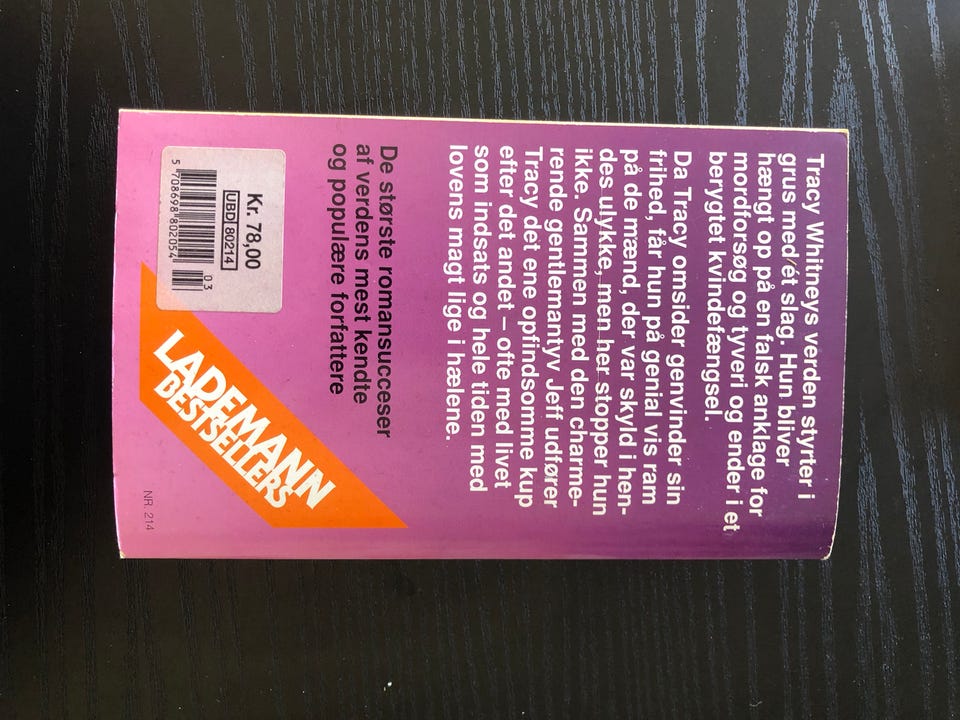 Tracy Whitneys verden styrter i
grus med ét slag. Hun bliver
hængt op på en falsk anklage for
mordforsøg og tyveri og ender i et
berygtet kvindefængsel.
Da Tracy omsider genvinder sin
frihed, får hun på genial vis ram
på de mænd, der var skyld i hen-
des ulykke, men her stopper hun
ikke. Sammen med den charme-
rende gentlemantyv Jeff udfører
Tracy det ene opfindsomme kup
efter det andet – ofte med livet
som indsats og hele tiden med
lovens magt lige i hælene.
De største romansucceser
af verdens mest kendte
og populære forfattere
Kr. 78,00
UBD 80214
03
5 708698 802054
LADEMANN
BESTSELLERS
NR. 214